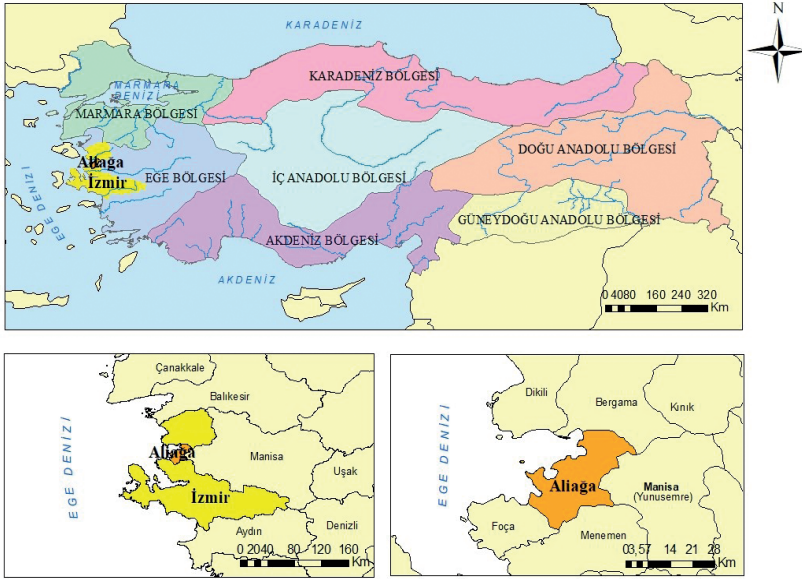 N
KARADENİZ
KARADENİZ BÖLGESİ
MARMARA
DENİZİ
MARMARA BÖLGESİ
DOĞU ANADOLU BÖLGESİ
Aliağa
İzmir
EGE BÖLGESİ
İÇ ANADOLU BÖLGESİ
EGE DENİZİ
GÜNEYDOĞU ANADOLU BÖLGESİ
AKDENİZ BÖLGESİ
AKDENİZ
0 4080 160 240 320
Km
Çanakkale
Balıkesir
EGE DENİZİ
Aliağa
Manisa
Uşak
İzmir
Aydın
Denizli
0 2040 80 120 160
Km
Dikili
Bergama
Kınık
EGE DENİZİ
Aliağa
Manisa
(Yunusemre)
Foça
Menemen
03,57 14 21 28
Km